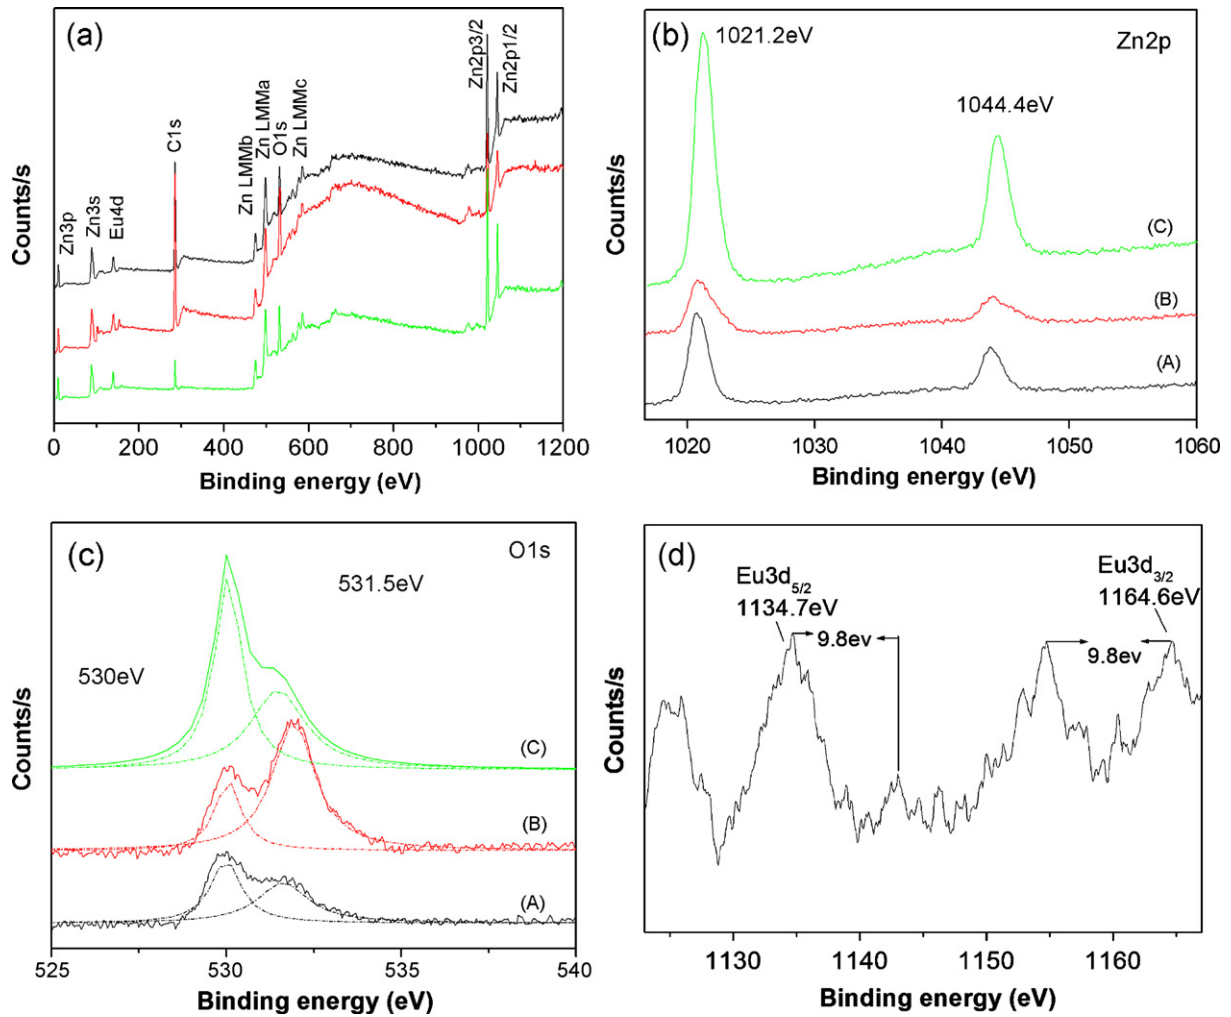 (a)
Zn3p
Zn3s
Eu4d
C1s
Zn LMMb
Zn LMMa
O1s
Zn LMMc
Zn2p3/2
Zn2p1/2
Counts/s
0 200 400 600 800 1000 1200
Binding energy (eV)
(b)
1021.2eV
Zn2p
1044.4eV
(C)
(B)
(A)
Counts/s
1020 1030 1040 1050 1060
Binding energy (eV)
(c)
O1s
531.5eV
530eV
(C)
(B)
(A)
Counts/s
525 530 535 540
Binding energy (eV)
(d)
Eu3d5/2
1134.7eV
9.8ev
Eu3d3/2
1164.6eV
9.8ev
Counts/s
1130 1140 1150 1160
Binding energy (eV)